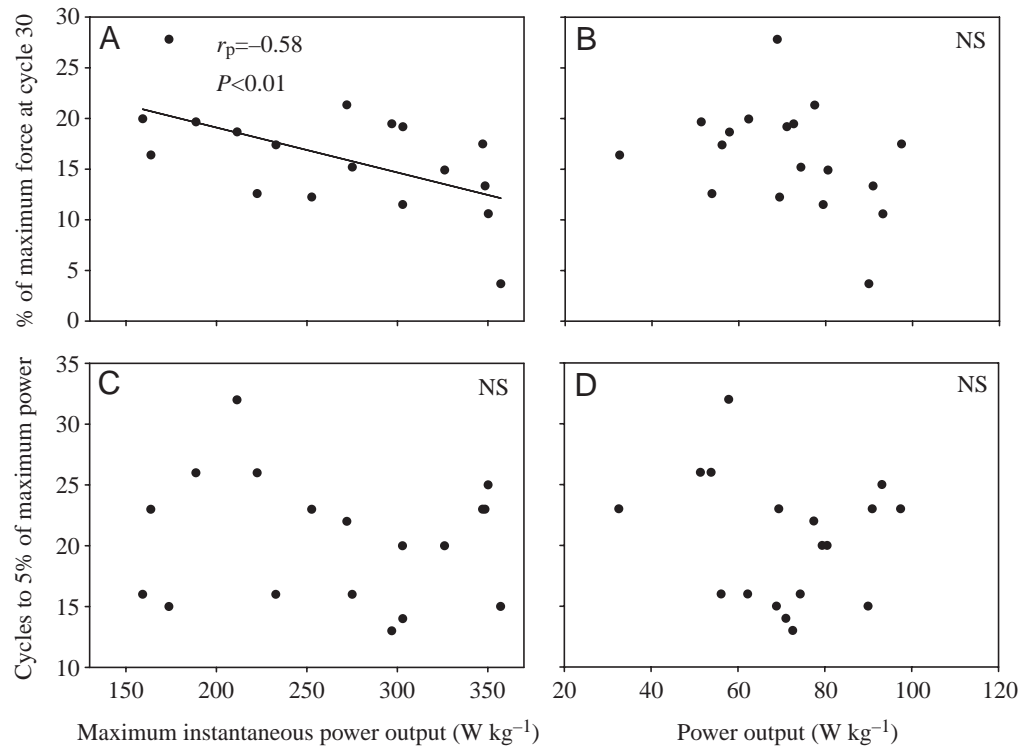 % of maximum force at cycle 30
30
25
20
15
10
5
0
A
rp=–0.58
P<0.01
B
NS
Cycles to 5% of maximum power
35
30
25
20
15
10
C
NS
D
NS
150 200 250 300 350
20 40 60 80 100 120
Maximum instantaneous power output (W kg–1)
Power output (W kg–1)